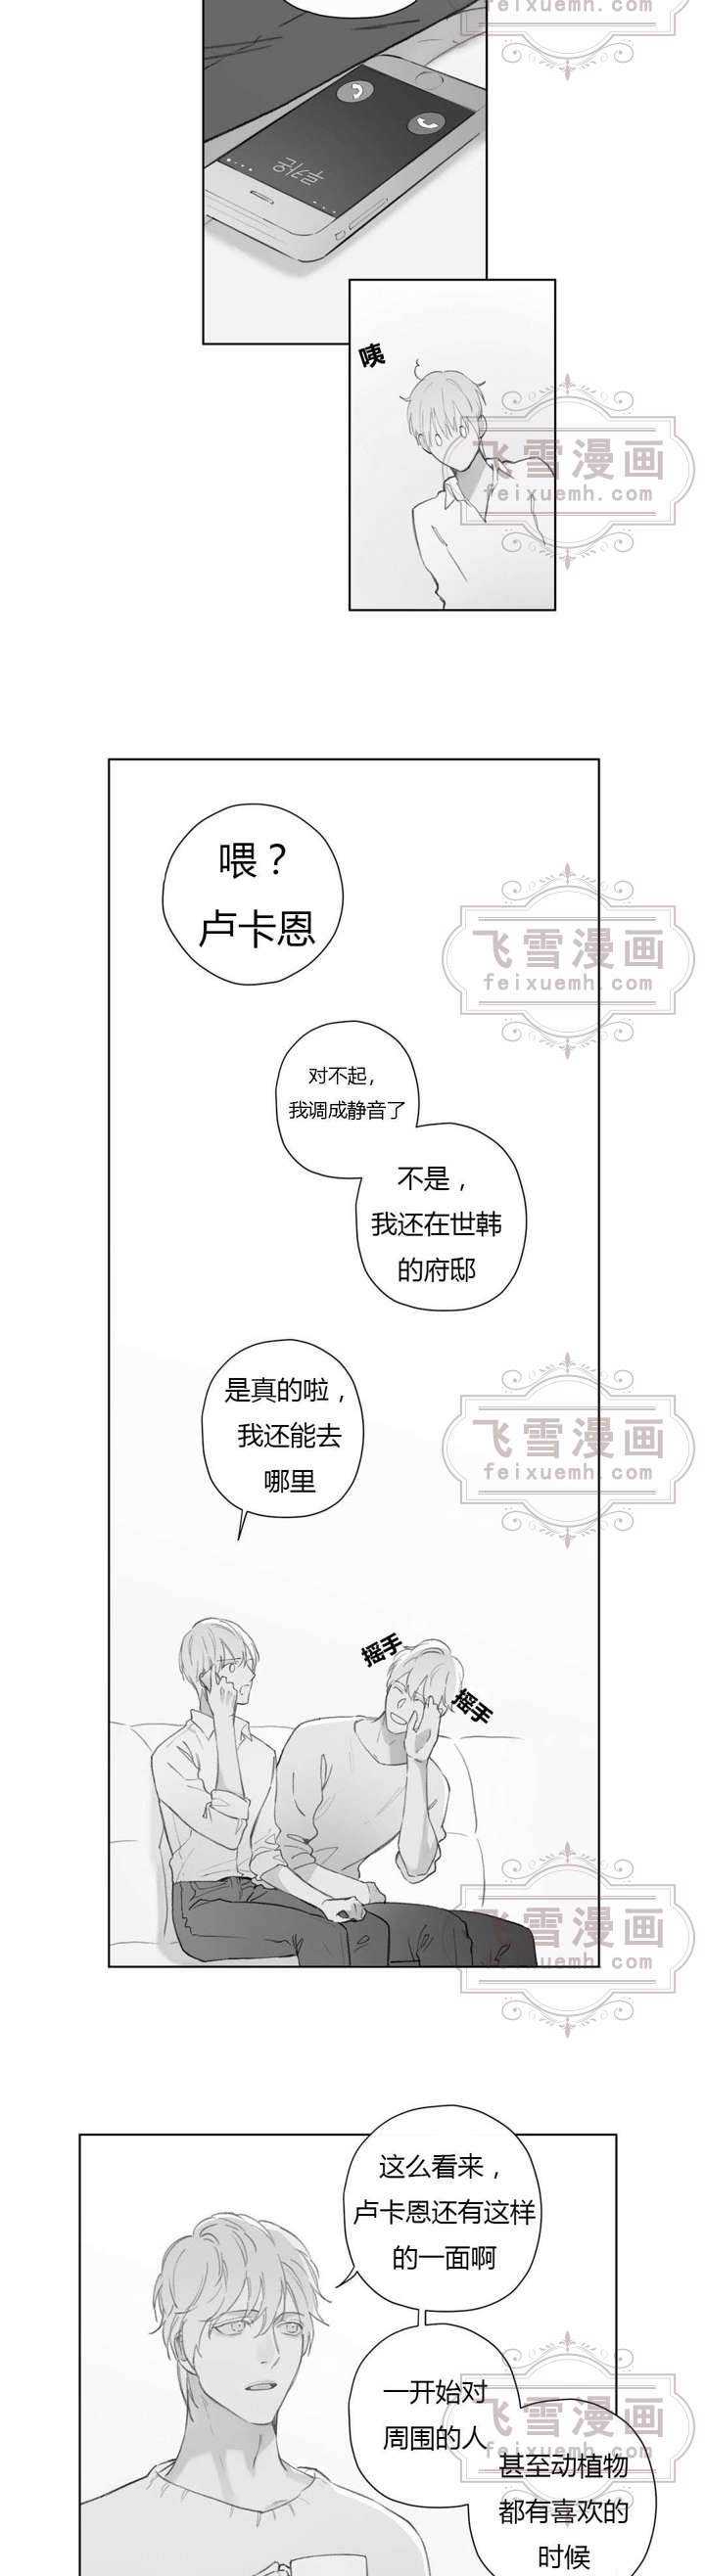 feixuemh.com
루카온
咦
飞雪漫画
feixuemh.com
喂？
卢卡恩
飞雪漫画
feixuemh.com
对不起，
我调成静音了
不是，
我还在世韩
的府邸
是真的啦，
我还能去
哪里
飞雪漫画
feixuemh.com
摇手
摇手
飞雪漫画
feixuemh.com
这么看来，
卢卡恩还有这样
的一面啊
一开始对
周围的人
飞雪漫画
feixuemh.com
甚至动植物
都有喜欢的
时候